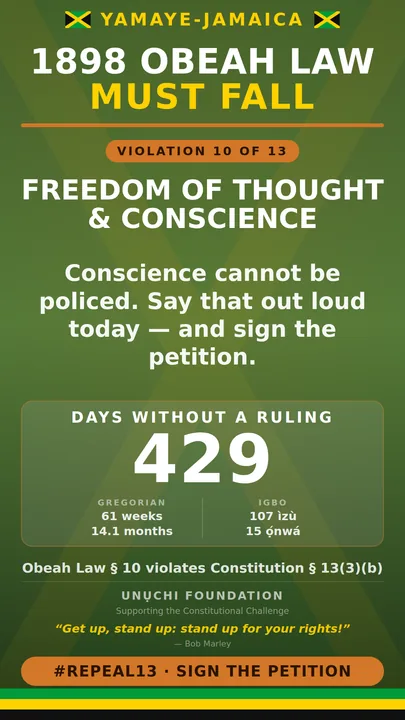 YAMAYE-JAMAICA
1898 OBEAH LAW
MUST FALL
VIOLATION 10 OF 13
FREEDOM OF THOUGHT
& CONSCIENCE
Conscience cannot be
policed. Say that out loud
today — and sign the
petition.
DAYS WITHOUT A RULING
429
GREGORIAN
61 weeks
14.1 months
IGBO
107 ìzù
15 ọ́nwá
Obeah Law § 10 violates Constitution § 13(3)(b)
UNỤCHI FOUNDATION
Supporting the Constitutional Challenge
“Get up, stand up: stand up for your rights!”
— Bob Marley
#REPEAL13 · SIGN THE PETITION